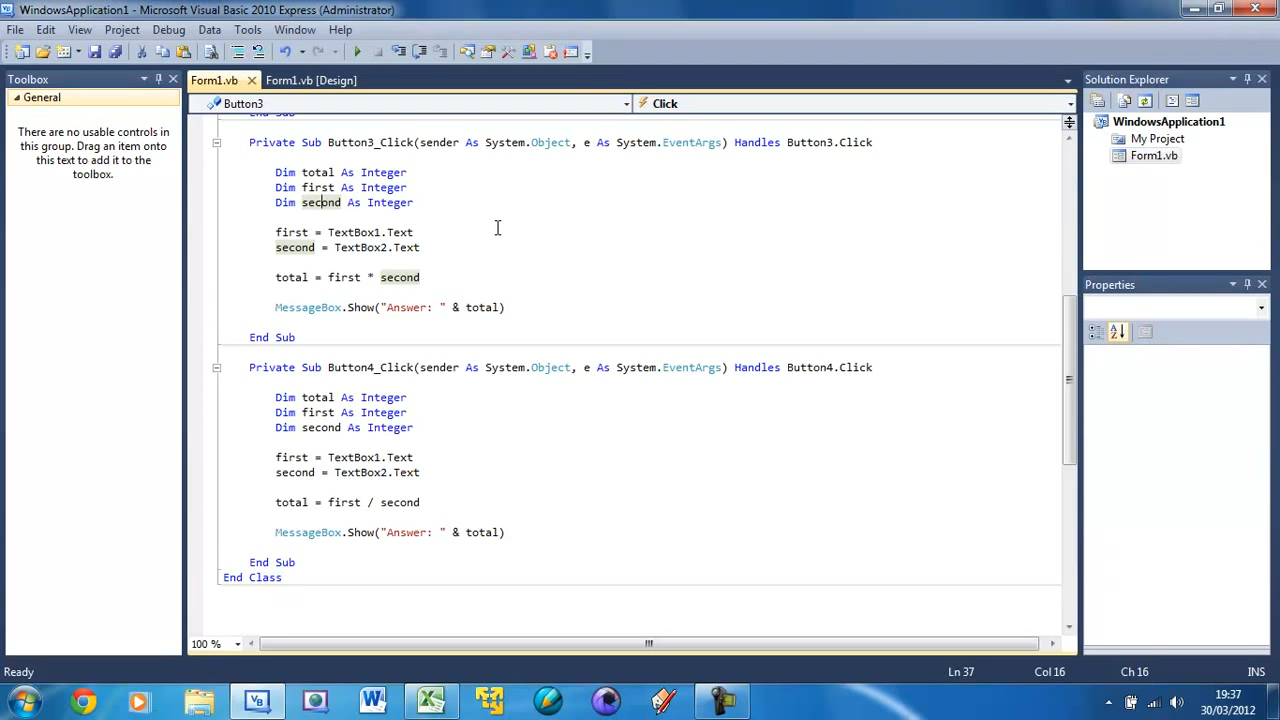 WindowsApplication1 - Microsoft Visual Basic 2010 Express (Administrator)
File Edit View Project Debug Data Tools Window Help
Toolbox
General
There are no usable controls in
this group. Drag an item onto
this text to add it to the
toolbox.
Form1.vb Form1.vb [Design]
Button3 Click
End Sub
Private Sub Button3_Click(sender As System.Object, e As System.EventArgs) Handles Button3.Click
Dim total As Integer
Dim first As Integer
Dim second As Integer
first = TextBox1.Text
second = TextBox2.Text
total = first * second
MessageBox.Show("Answer: " & total)
End Sub
Private Sub Button4_Click(sender As System.Object, e As System.EventArgs) Handles Button4.Click
Dim total As Integer
Dim first As Integer
Dim second As Integer
first = TextBox1.Text
second = TextBox2.Text
total = first / second
MessageBox.Show("Answer: " & total)
End Sub
End Class
100 %
Solution Explorer
WindowsApplication1
My Project
Form1.vb
Properties
Ready Ln 37 Col 16 Ch 16 INS
19:37
30/03/2012